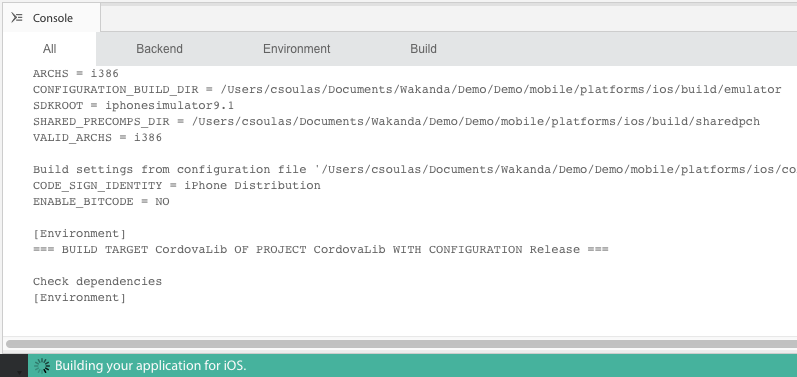 Console
All Backend Environment Build
ARCHS = i386
CONFIGURATION_BUILD_DIR = /Users/csoulas/Documents/Wakanda/Demo/Demo/mobile/platforms/ios/build/emulator
SDKROOT = iphonesimulator9.1
SHARED_PRECOMPS_DIR = /Users/csoulas/Documents/Wakanda/Demo/Demo/mobile/platforms/ios/build/sharedpch
VALID_ARCHS = i386
Build settings from configuration file '/Users/csoulas/Documents/Wakanda/Demo/Demo/mobile/platforms/ios/co
CODE_SIGN_IDENTITY = iPhone Distribution
ENABLE_BITCODE = NO
[Environment]
=== BUILD TARGET CordovaLib OF PROJECT CordovaLib WITH CONFIGURATION Release ===
Check dependencies
[Environment]
Building your application for iOS.